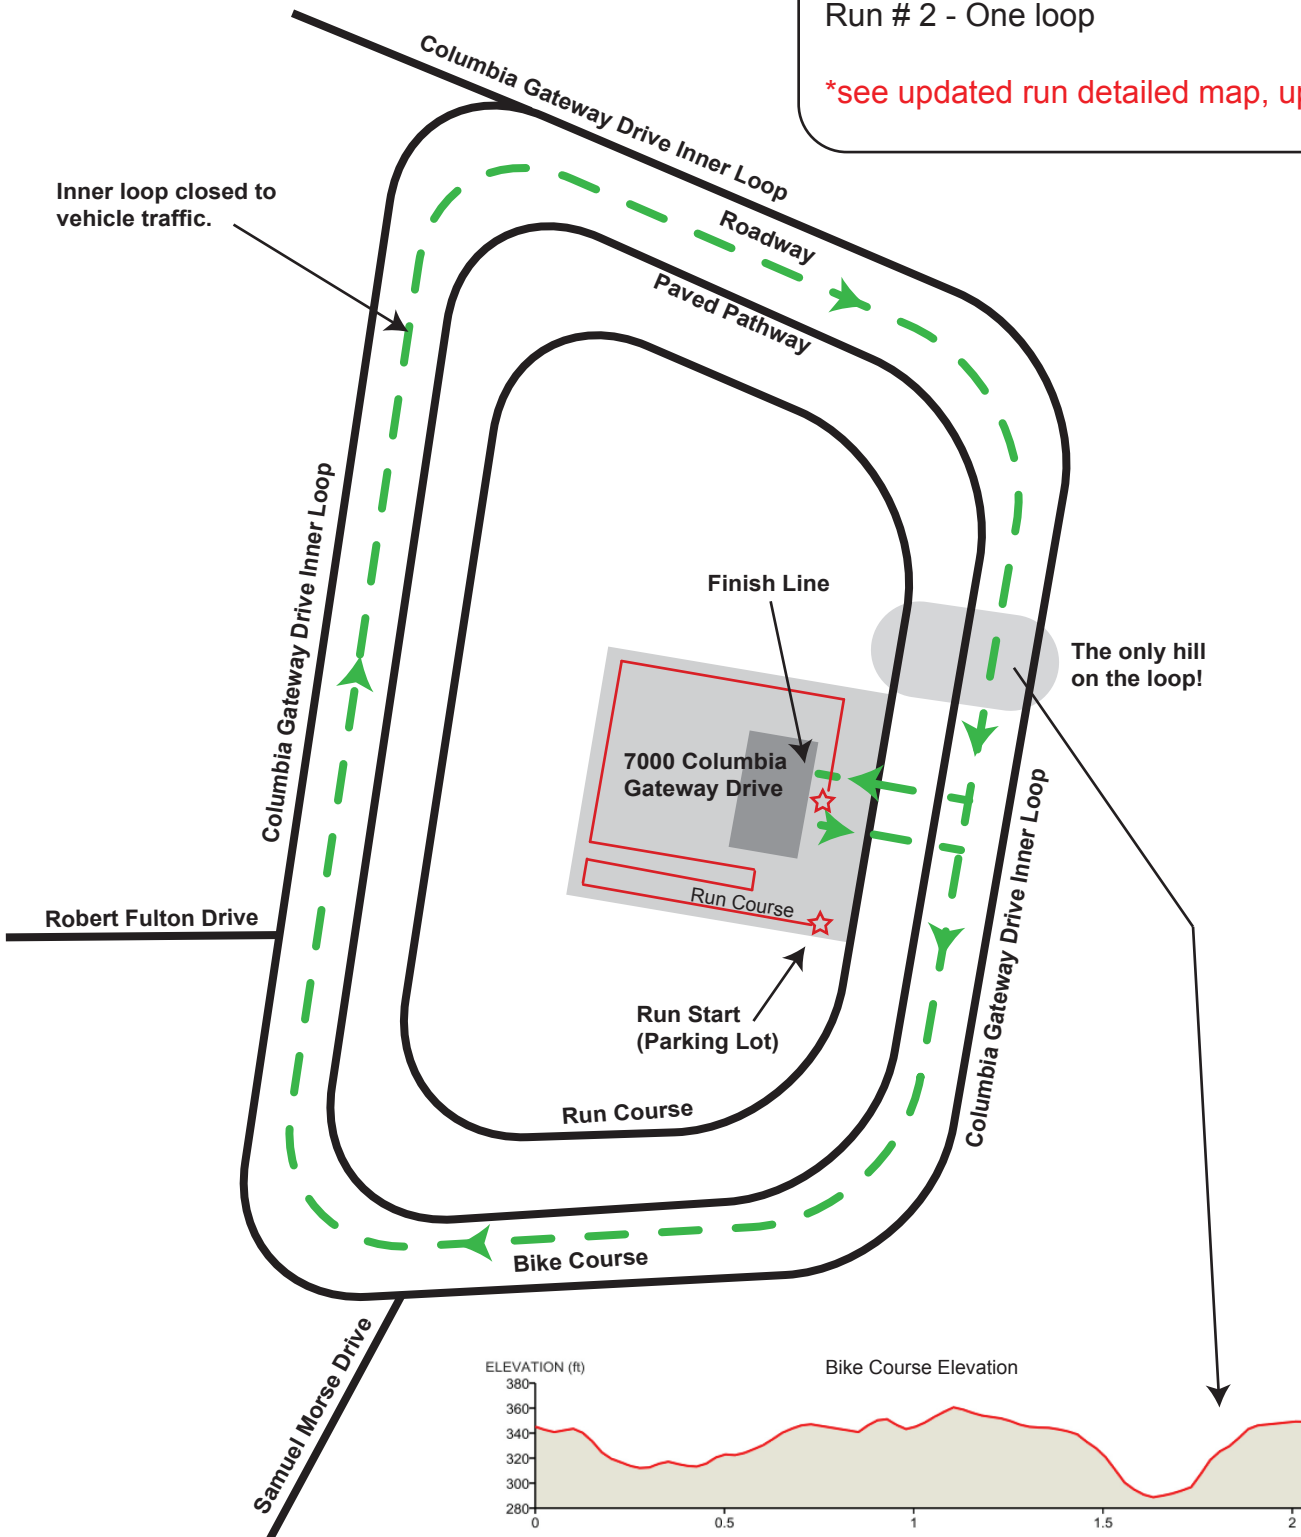 Run # 2 - One loop
*see updated run detailed map, up
Columbia Gateway Drive Inner Loop
Roadway
Paved Pathway
Inner loop closed to
vehicle traffic.
Columbia Gateway Drive Inner Loop
Finish Line
The only hill
on the loop!
7000 Columbia
Gateway Drive
Run Course
Robert Fulton Drive
Run Start
(Parking Lot)
Columbia Gateway Drive Inner Loop
Run Course
Bike Course
Samuel Morse Drive
ELEVATION (ft)
Bike Course Elevation
380
360
340
320
300
280
0
0.5
1
1.5
2